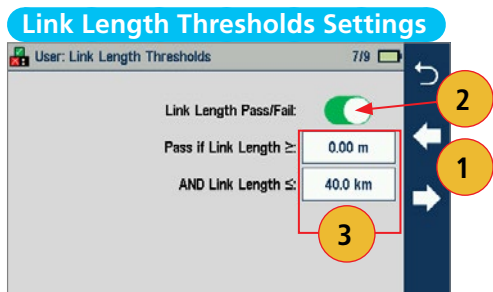 Link Length Thresholds Settings
User: Link Length Thresholds 7/9
Link Length Pass/Fail:
2
Pass if Link Length ≥: 0.00 m
1
AND Link Length ≤: 40.0 km
3